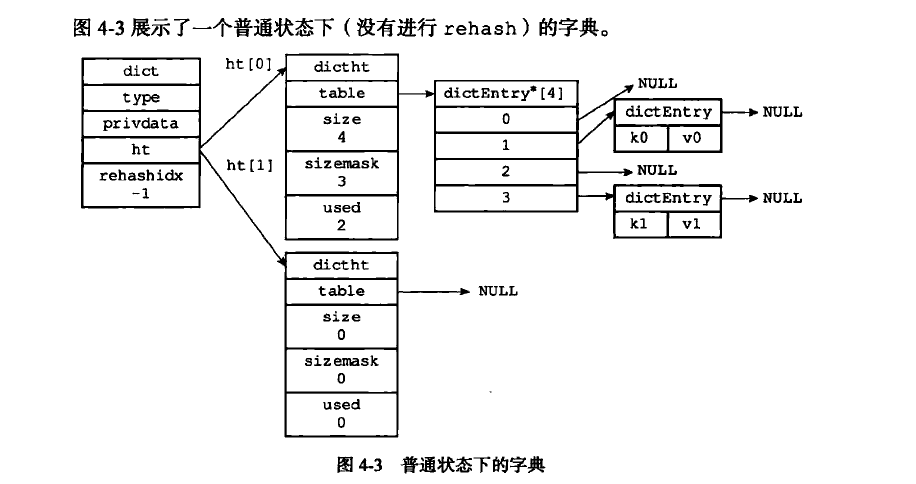 图 4-3 展示了一个普通状态下（没有进行 rehash）的字典。
dict
type
privdata
ht
rehashidx
-1
ht[0]
ht[1]
dictht
table
size
4
sizemask
3
used
2
dictEntry*[4]
0
1
2
3
NULL
dictEntry
k0 v0
NULL
NULL
dictEntry
k1 v1
NULL
dictht
table
size
0
sizemask
0
used
0
NULL
图 4-3 普通状态下的字典